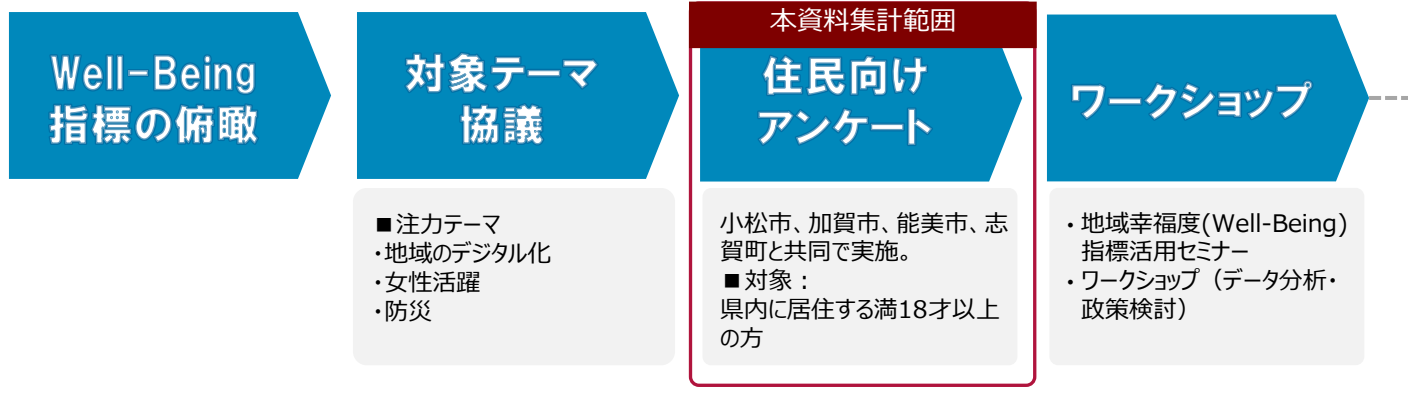 Well-Being
指標の俯瞰
対象テーマ
協議
■注力テーマ
・地域のデジタル化
・女性活躍
・防災
本資料集計範囲
住民向け
アンケート
小松市、加賀市、能美市、志
賀町と共同で実施。
■対象：
県内に居住する満18才以上
の方
ワークショップ
・地域幸福度(Well-Being)
指標活用セミナー
・ワークショップ（データ分析・
政策検討）